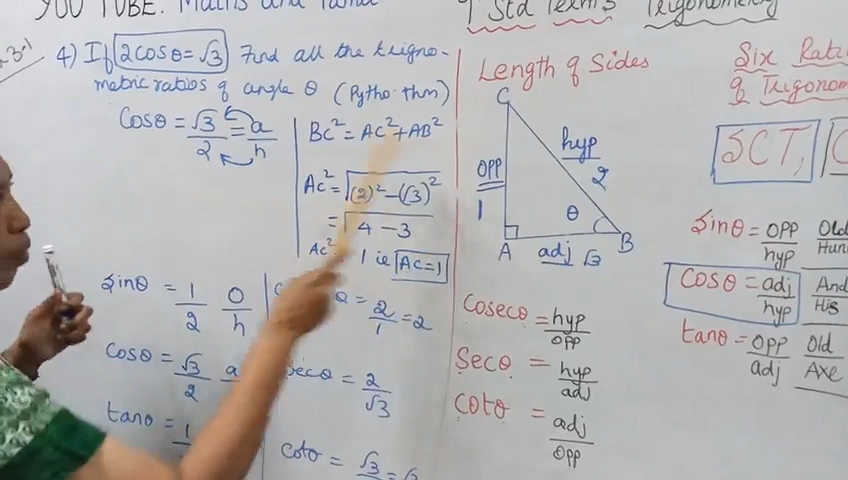 YOU TUBE: Maths and Tamil
9 Std Term 3 Trigonometry
4) If 2cosθ = √3 Find all the trigno-
metric ratios of angle θ (Pytho. thm)
Cosθ = √3/2 = a/h
BC² = AC² + AB²
AC² = √(2)² - (√3)²
= √4 - 3
AC² 1 ie AC = 1
Sinθ = 1/2 O/h
Cosθ = √3/2 a
tanθ = 1
θ = 2/1 = 2
Secθ = 2/√3
cotθ = √3
Length of Sides
C
hyp
2
OPP
1
θ
A
adj √3
B
Cosecθ = hyp/OPP
Secθ = hyp/adj
Cotθ = adj/OPP
Six
of
SCT,
Sinθ = OPP/hyp Old
Cosθ = adj/hyp And/His
tanθ = OPP/adj Old/Axe